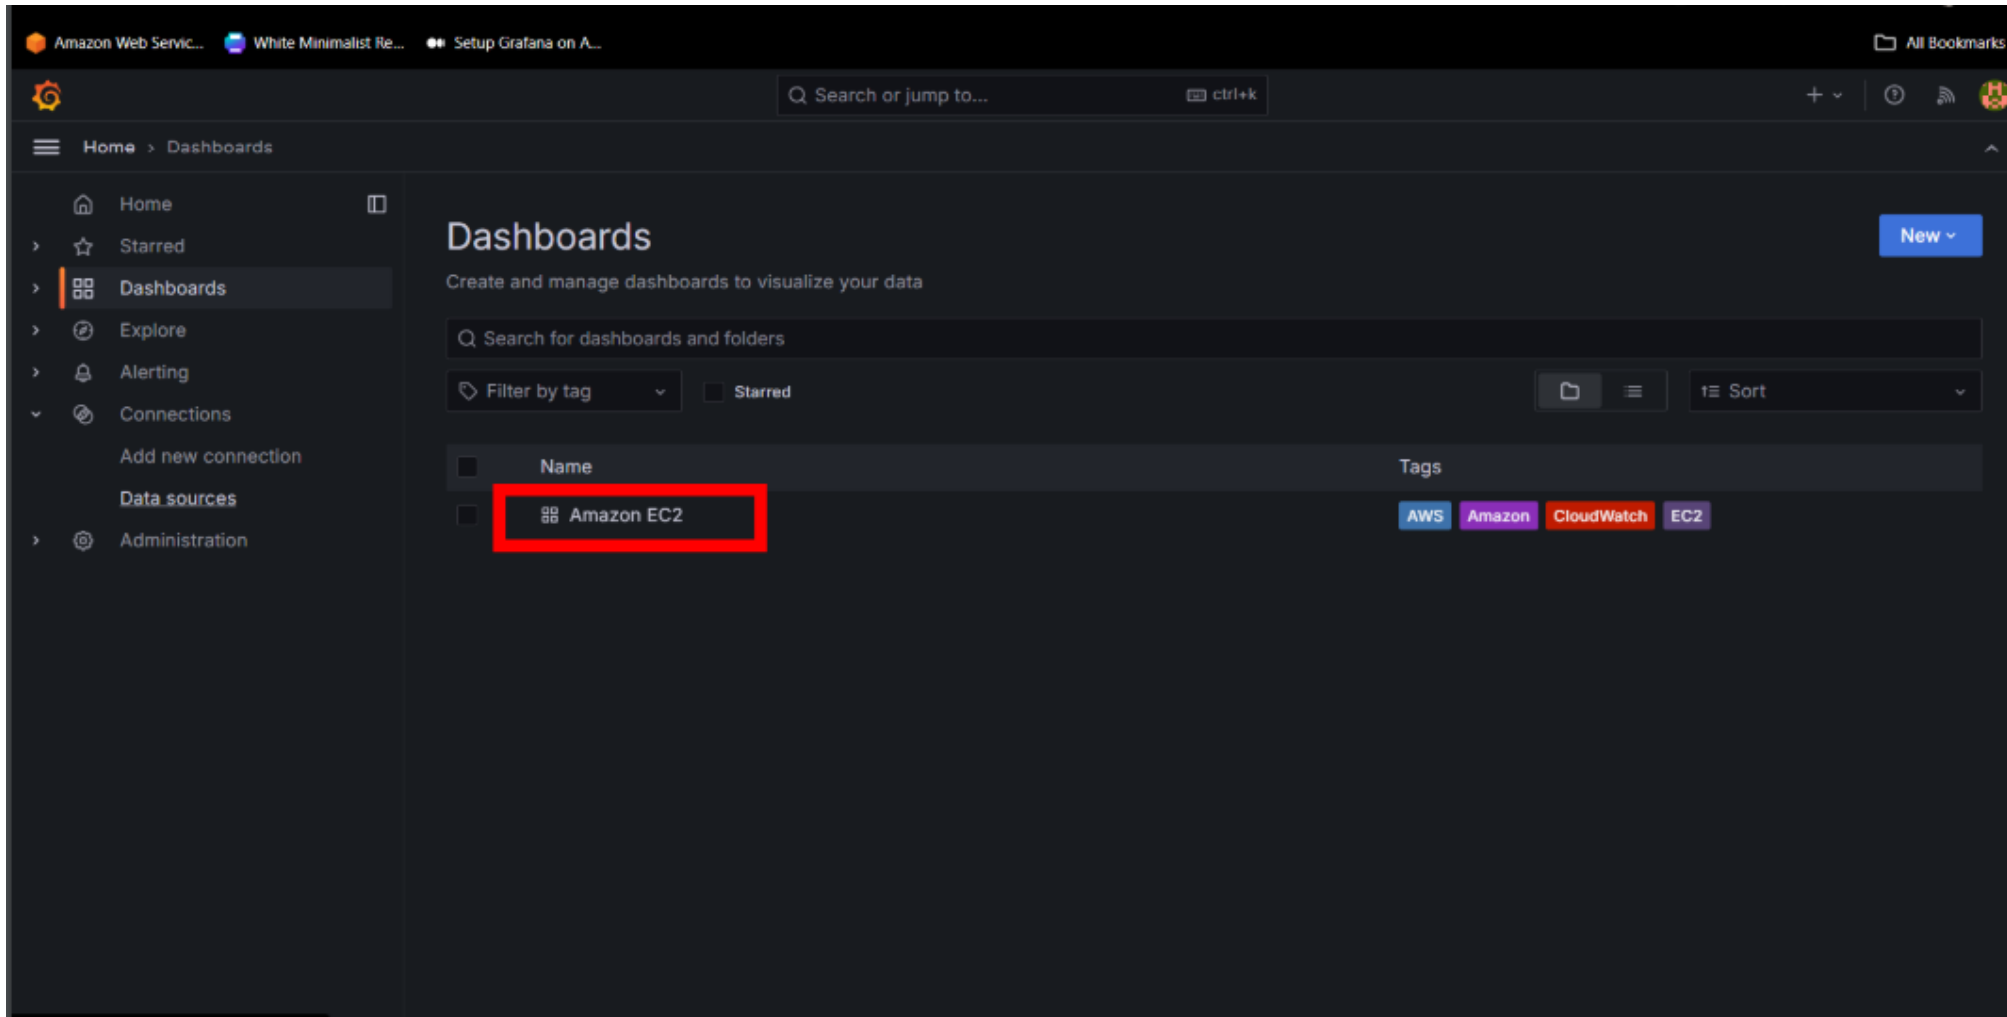 Amazon Web Servic... White Minimalist Re... Setup Grafana on A... All Bookmarks
Search or jump to... ctrl+k
Home > Dashboards
Home
Starred
Dashboards
Explore
Alerting
Connections
Add new connection
Data sources
Administration
Dashboards
New
Create and manage dashboards to visualize your data
Search for dashboards and folders
Filter by tag Starred Sort
Name Tags
Amazon EC2 AWS Amazon CloudWatch EC2